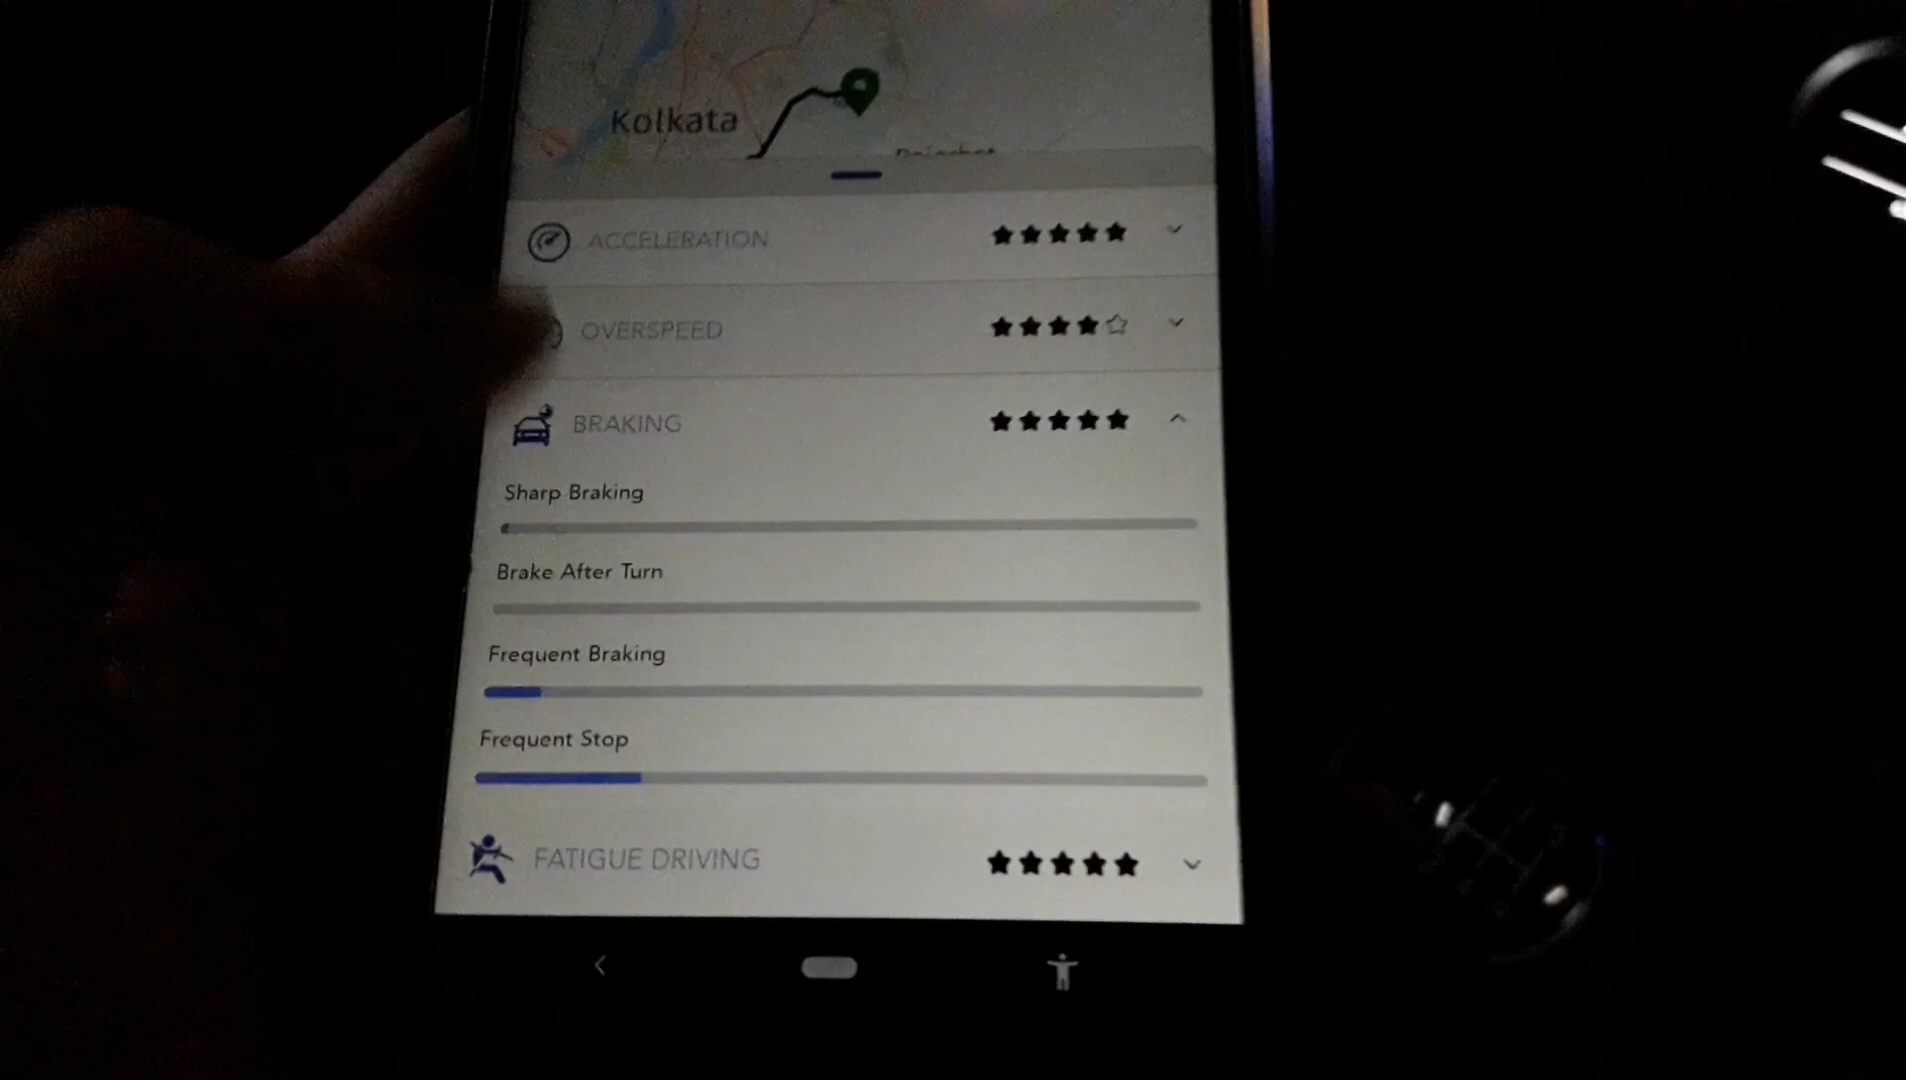 Kolkata
ACCELERATION
OVERSPEED
BRAKING
Sharp Braking
Brake After Turn
Frequent Braking
Frequent Stop
FATIGUE DRIVING